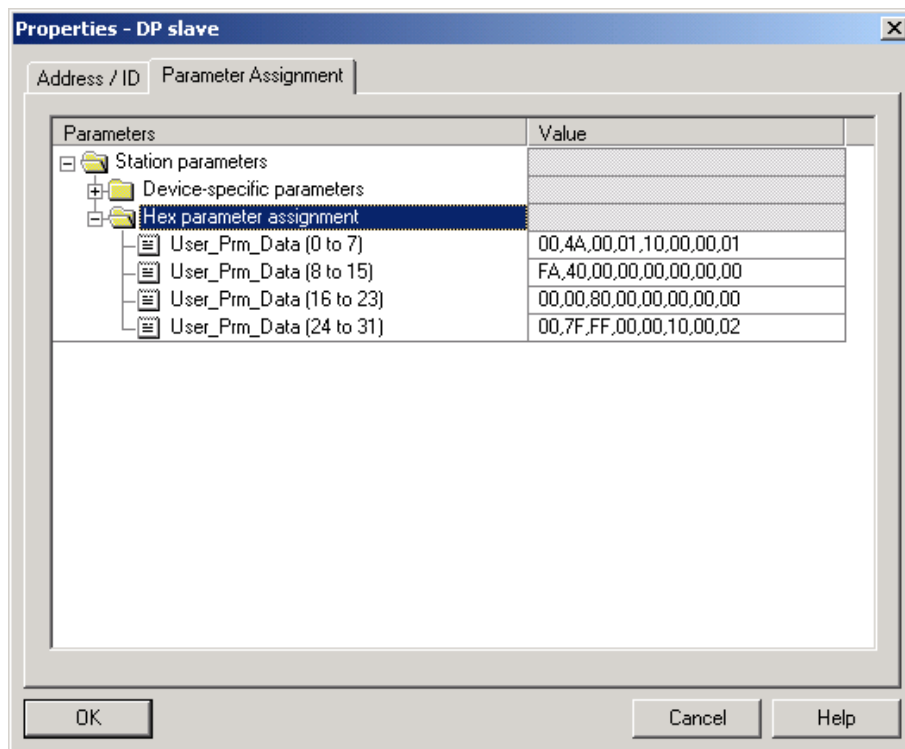 Properties - DP slave
Address / ID Parameter Assignment
Parameters Value
Station parameters
Device-specific parameters
Hex parameter assignment
User_Prm_Data (0 to 7) 00,4A,00,01,10,00,00,01
User_Prm_Data (8 to 15) FA,40,00,00,00,00,00,00
User_Prm_Data (16 to 23) 00,00,80,00,00,00,00,00
User_Prm_Data (24 to 31) 00,7F,FF,00,00,10,00,02
OK Cancel Help